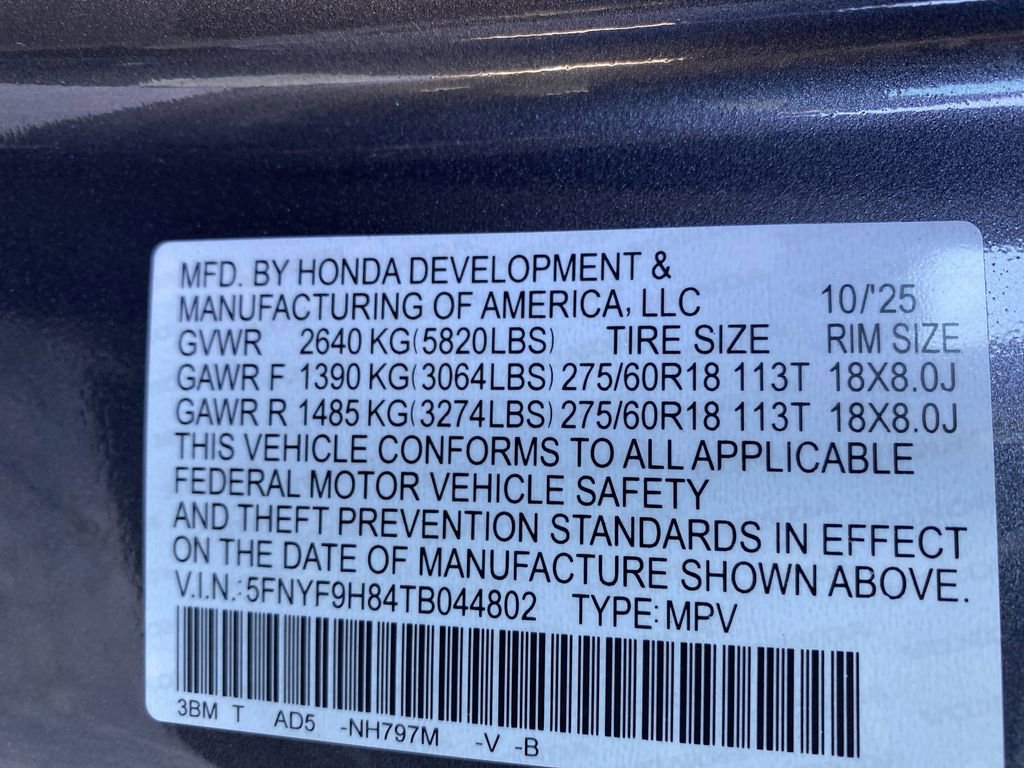 MFD. BY HONDA DEVELOPMENT &
MANUFACTURING OF AMERICA, LLC 10/'25
GVWR 2640 KG(5820LBS) TIRE SIZE RIM SIZE
GAWR F 1390 KG(3064LBS) 275/60R18 113T 18X8.0J
GAWR R 1485 KG(3274LBS) 275/60R18 113T 18X8.0J
THIS VEHICLE CONFORMS TO ALL APPLICABLE
FEDERAL MOTOR VEHICLE SAFETY
AND THEFT PREVENTION STANDARDS IN EFFECT
ON THE DATE OF MANUFACTURE SHOWN ABOVE.
V.I.N.: 5FNYF9H84TB044802 TYPE: MPV
3BM T AD5 -NH797M -V -B